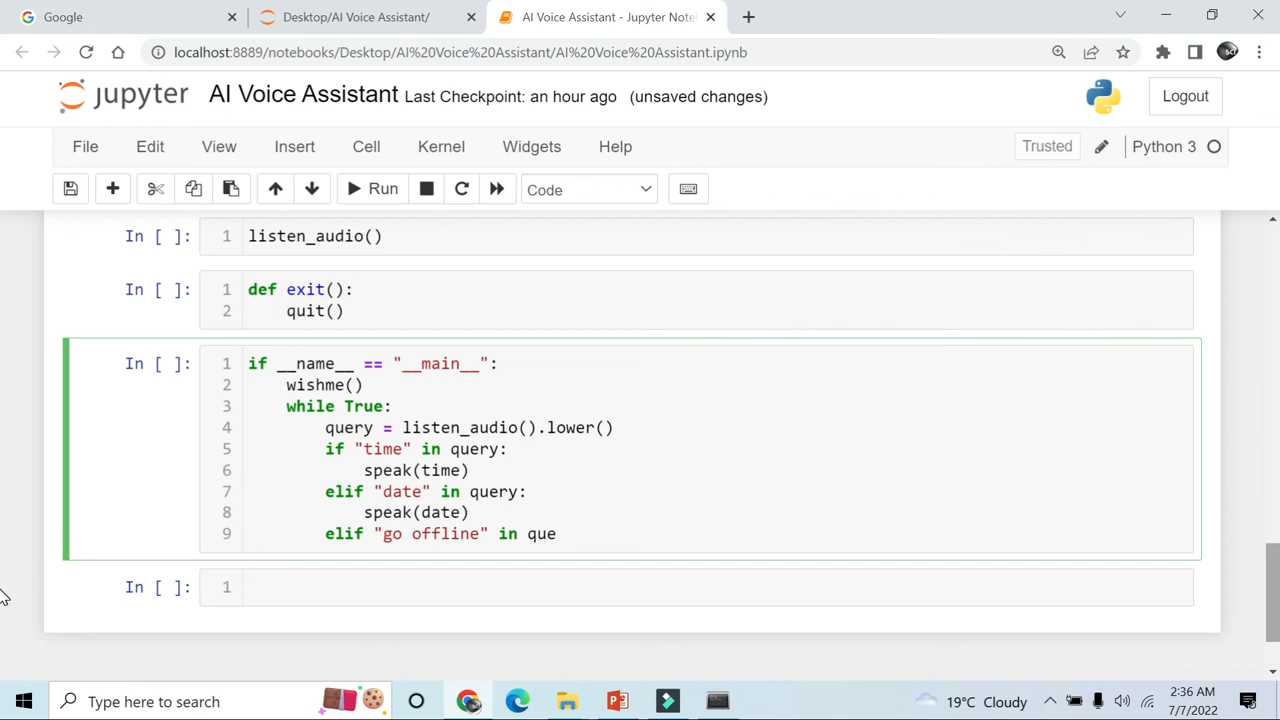 Google
Desktop/AI Voice Assistant/
AI Voice Assistant - Jupyter Note
localhost:8889/notebooks/Desktop/AI%20Voice%20Assistant/AI%20Voice%20Assistant.ipynb
jupyter AI Voice Assistant Last Checkpoint: an hour ago (unsaved changes)
Logout
File Edit View Insert Cell Kernel Widgets Help
Trusted Python 3
Run Code
In [ ]: 1 listen_audio()
In [ ]: 1 def exit():
2 quit()
In [ ]: 1 if __name__ == "__main__":
2 wishme()
3 while True:
4 query = listen_audio().lower()
5 if "time" in query:
6 speak(time)
7 elif "date" in query:
8 speak(date)
9 elif "go offline" in que
In [ ]: 1
Type here to search
19°C Cloudy
2:36 AM
7/7/2022